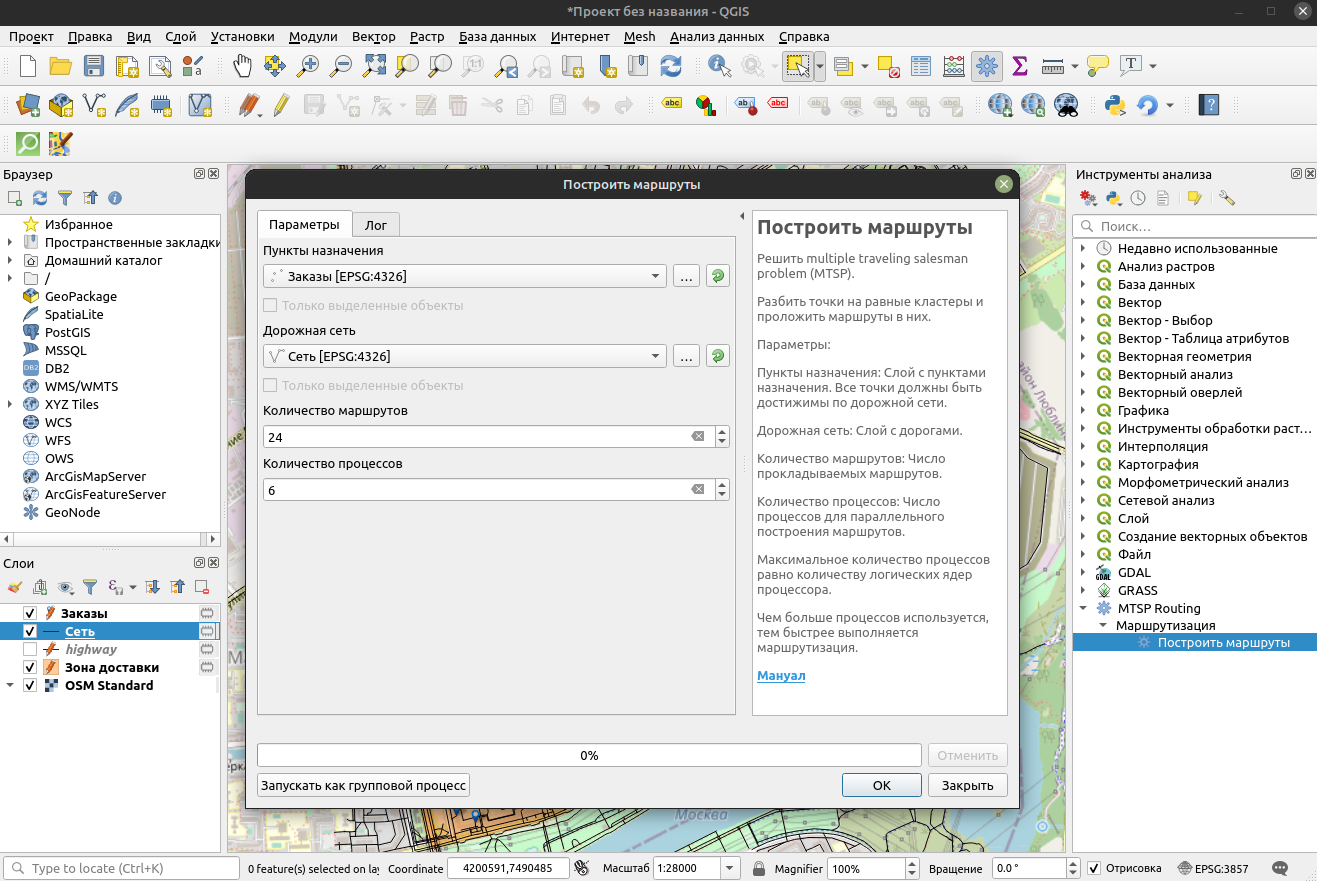 *Проект без названия - QGIS
Проект Правка Вид Слой Установки Модули Вектор Растр База данных Интернет Mesh Анализ данных Справка
Браузер
Избранное
Пространственные закладки
Домашний каталог
/
GeoPackage
SpatiaLite
PostGIS
MSSQL
DB2
WMS/WMTS
XYZ Tiles
WCS
WFS
OWS
ArcGisMapServer
ArcGisFeatureServer
GeoNode
Слои
Заказы
Сеть
highway
Зона доставки
OSM Standard
Построить маршруты
Параметры Лог
Пункты назначения
Заказы [EPSG:4326]
...
Только выделенные объекты
Дорожная сеть
Сеть [EPSG:4326]
...
Только выделенные объекты
Количество маршрутов
24
Количество процессов
6
Построить маршруты
Решить multiple traveling salesman
problem (MTSP).
Разбить точки на равные кластеры и
проложить маршруты в них.
Параметры:
Пункты назначения: Слой с пунктами
назначения. Все точки должны быть
достижимы по дорожной сети.
Дорожная сеть: Слой с дорогами.
Количество маршрутов: Число
прокладываемых маршрутов.
Количество процессов: Число
процессов для параллельного
построения маршрутов.
Максимальное количество процессов
равно количеству логических ядер
процессора.
Чем больше процессов используется,
тем быстрее выполняется
маршрутизация.
Мануал
0%
Отменить
Запускать как групповой процесс
OK
Закрыть
Москва
Инструменты анализа
Поиск…
Недавно использованные
Анализ растров
База данных
Вектор
Вектор - Выбор
Вектор - Таблица атрибутов
Векторная геометрия
Векторный анализ
Векторный оверлей
Графика
Инструменты обработки раст…
Интерполяция
Картография
Морфометрический анализ
Сетевой анализ
Слой
Создание векторных объектов
Файл
GDAL
GRASS
MTSP Routing
Маршрутизация
Построить маршруты
Type to locate (Ctrl+K) 0 feature(s) selected on lay Coordinate 4200591,7490485 Масштаб 1:28000 Magnifier 100% Вращение 0.0 ° Отрисовка EPSG:3857